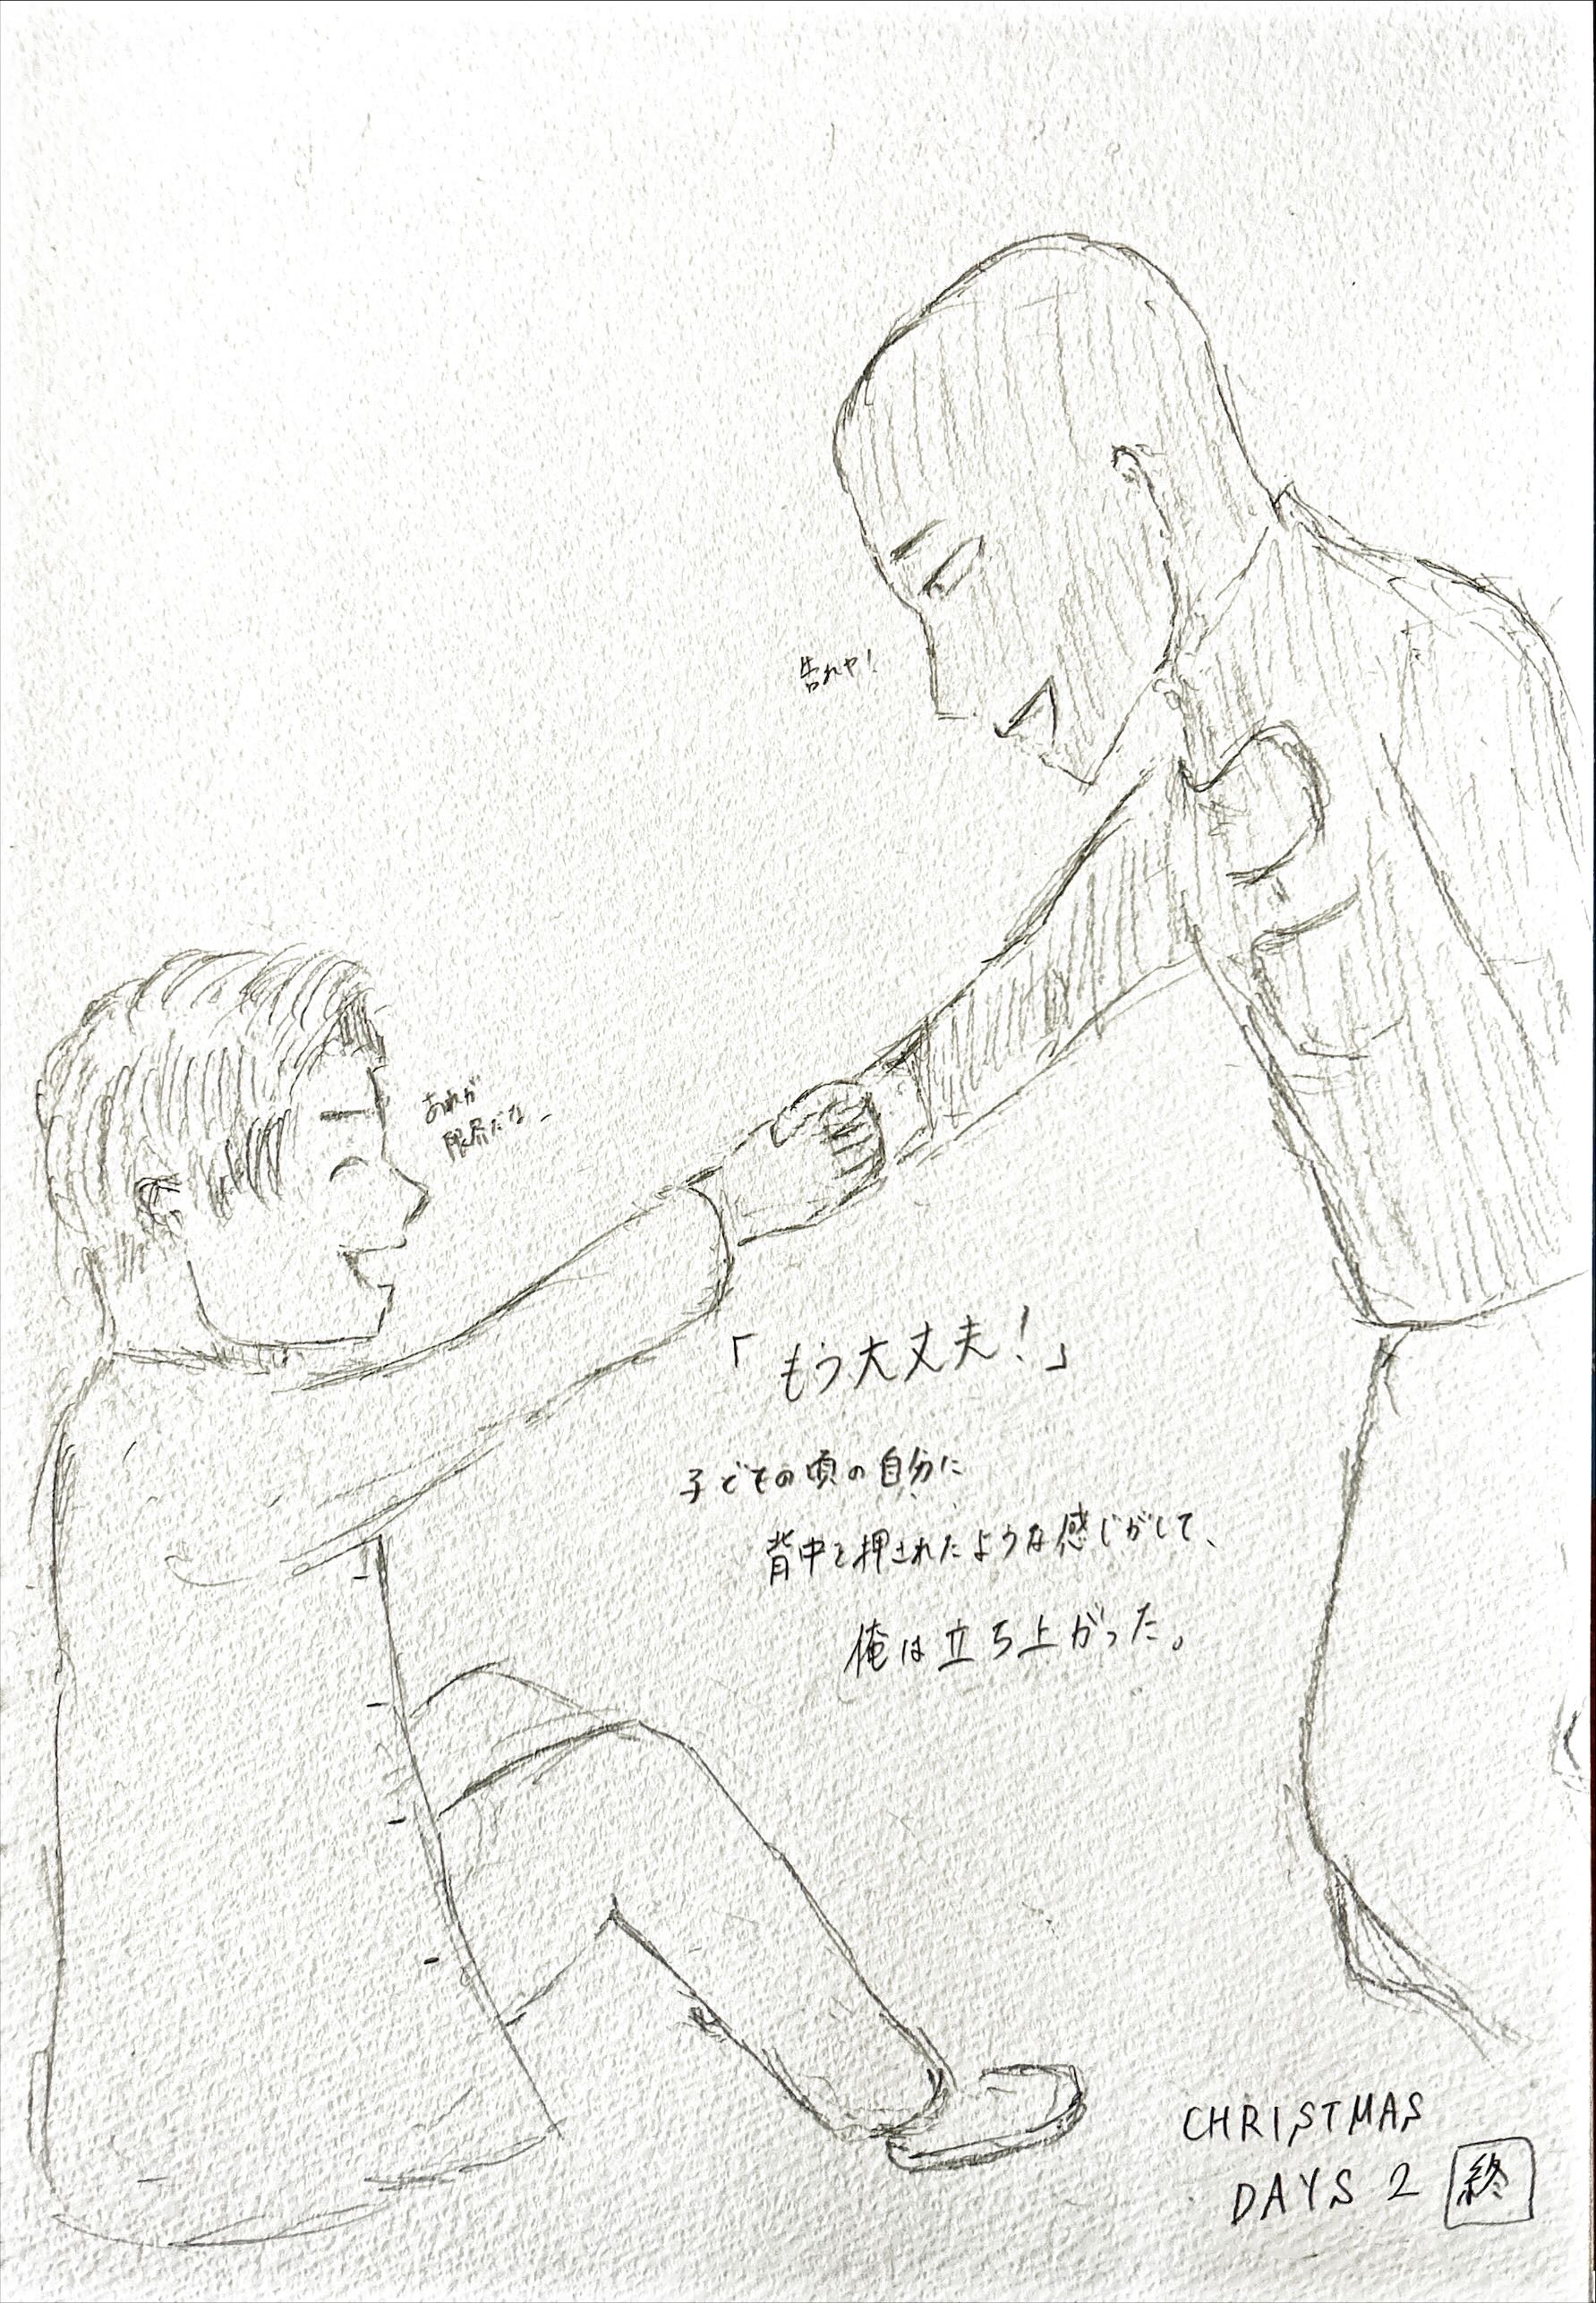 告れや!
あれが
限界だな〜
「もう大丈夫!」
子どもの頃の自分に
背中を押されたような感じがして、
俺は立ち上がった。
CHRISTMAS
DAYS 2 終